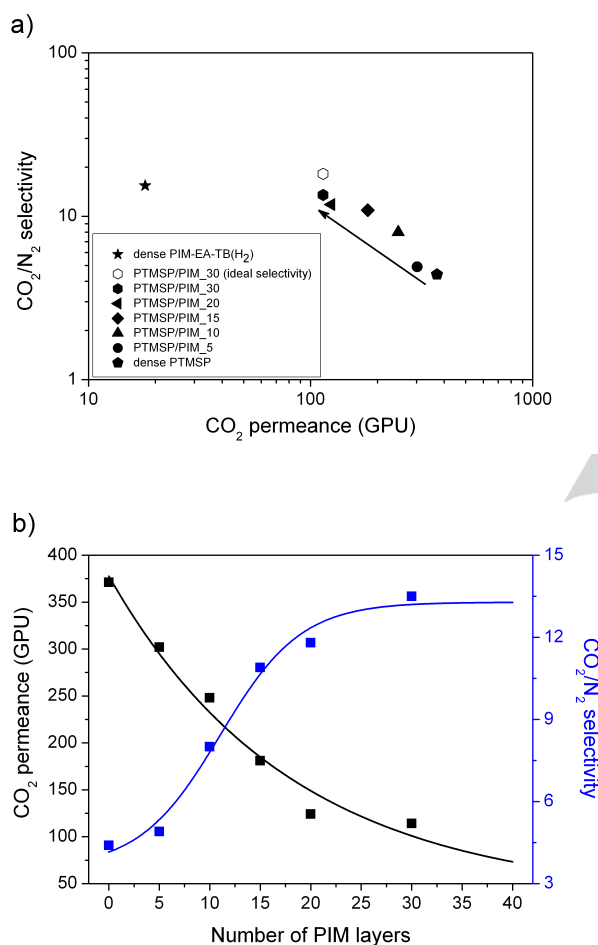 a)
100
10
1
CO₂/N₂ selectivity
dense PIM-EA-TB(H₂)
PTMSP/PIM_30 (ideal selectivity)
PTMSP/PIM_30
PTMSP/PIM_20
PTMSP/PIM_15
PTMSP/PIM_10
PTMSP/PIM_5
dense PTMSP
10 100 1000
CO₂ permeance (GPU)
b)
400
350
300
250
200
150
100
50
CO₂ permeance (GPU)
15
12
9
6
3
CO₂/N₂ selectivity
0 5 10 15 20 25 30 35 40
Number of PIM layers